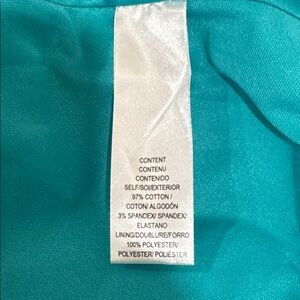 CONTENT
CONTENU
CONTENIDO
SELF/SOI/EXTERIOR
97% COTTON /
COTON/ ALGODÓN
3% SPANDEX/ SPANDEX/
ELASTANO
LINING/DOUBLURE/FORRO
100% POLYESTER/
POLYESTER/ POLIÉSTER